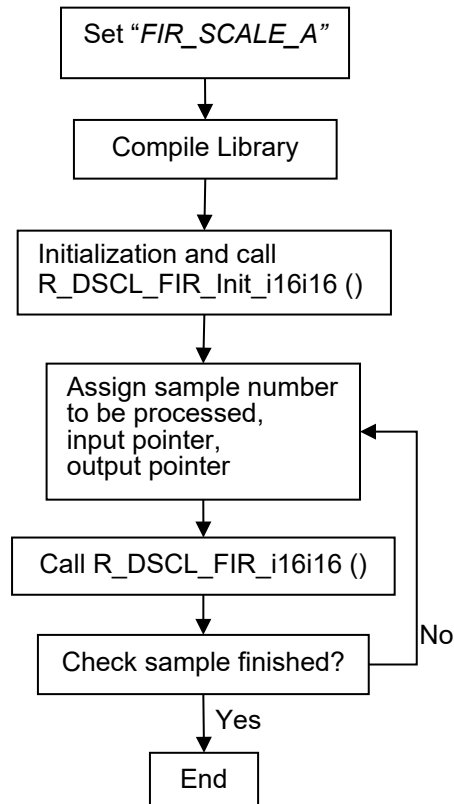 Set “FIR_SCALE_A”
Compile Library
Initialization and call
R_DSCL_FIR_Init_i16i16 ()
Assign sample number
to be processed,
input pointer,
output pointer
Call R_DSCL_FIR_i16i16 ()
Check sample finished?
No
Yes
End